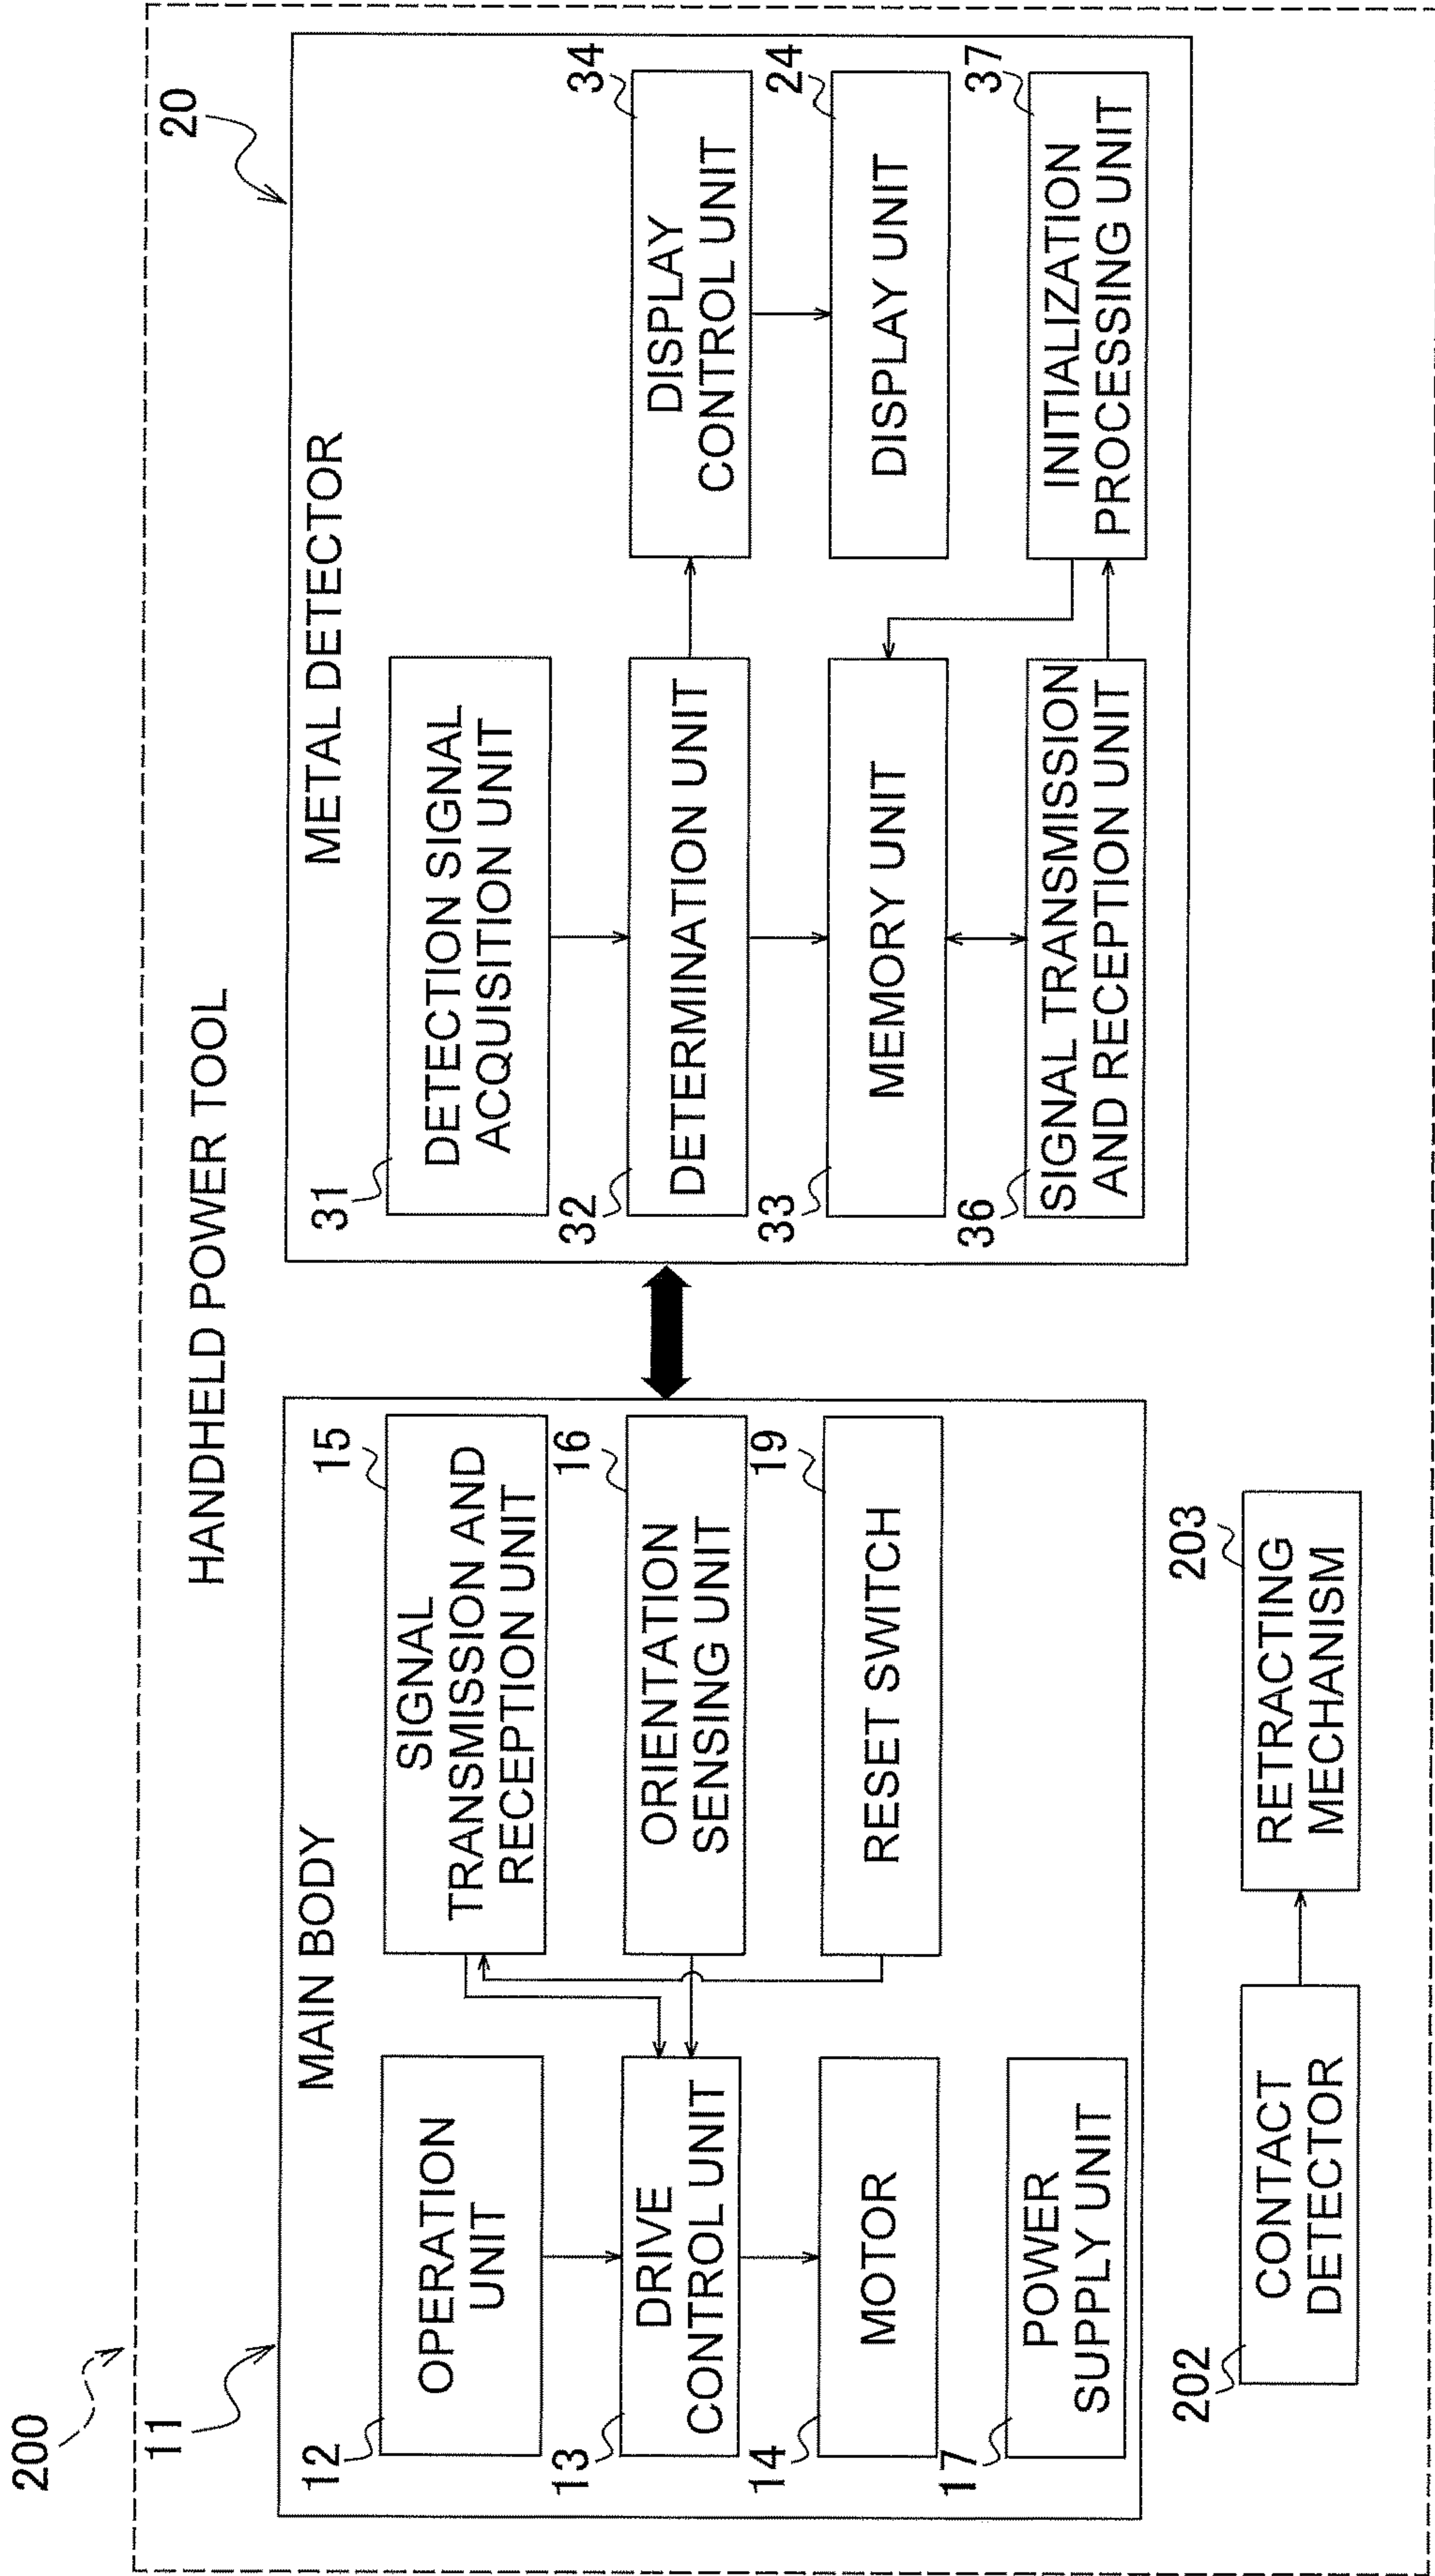 200
HANDHELD POWER TOOL
11
MAIN BODY
12
OPERATION
UNIT
13
DRIVE
CONTROL UNIT
14
MOTOR
17
POWER
SUPPLY UNIT
15
SIGNAL
TRANSMISSION AND
RECEPTION UNIT
16
ORIENTATION
SENSING UNIT
19
RESET SWITCH
202
CONTACT
DETECTOR
203
RETRACTING
MECHANISM
20
METAL DETECTOR
31
DETECTION SIGNAL
ACQUISITION UNIT
32
DETERMINATION UNIT
33
MEMORY UNIT
36
SIGNAL TRANSMISSION
AND RECEPTION UNIT
34
DISPLAY
CONTROL UNIT
24
DISPLAY UNIT
37
INITIALIZATION
PROCESSING UNIT